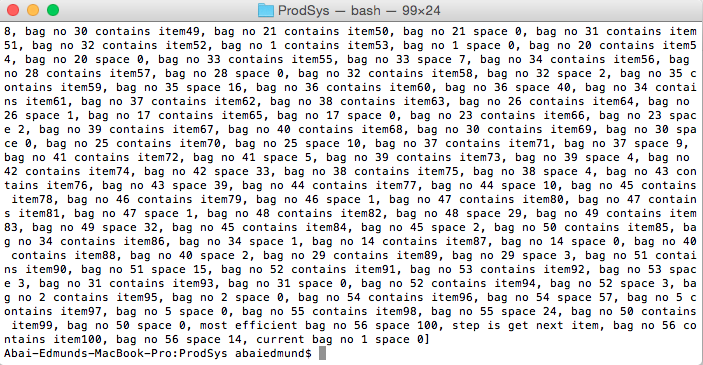 ProdSys — bash — 99×24
8, bag no 30 contains item49, bag no 21 contains item50, bag no 21 space 0, bag no 31 contains item
51, bag no 32 contains item52, bag no 1 contains item53, bag no 1 space 0, bag no 20 contains item5
4, bag no 20 space 0, bag no 33 contains item55, bag no 33 space 7, bag no 34 contains item56, bag
no 28 contains item57, bag no 28 space 0, bag no 32 contains item58, bag no 32 space 2, bag no 35 c
ontains item59, bag no 35 space 16, bag no 36 contains item60, bag no 36 space 40, bag no 34 contai
ns item61, bag no 37 contains item62, bag no 38 contains item63, bag no 26 contains item64, bag no
26 space 1, bag no 17 contains item65, bag no 17 space 0, bag no 23 contains item66, bag no 23 spac
e 2, bag no 39 contains item67, bag no 40 contains item68, bag no 30 contains item69, bag no 30 spa
ce 0, bag no 25 contains item70, bag no 25 space 10, bag no 37 contains item71, bag no 37 space 9,
bag no 41 contains item72, bag no 41 space 5, bag no 39 contains item73, bag no 39 space 4, bag no
42 contains item74, bag no 42 space 33, bag no 38 contains item75, bag no 38 space 4, bag no 43 con
tains item76, bag no 43 space 39, bag no 44 contains item77, bag no 44 space 10, bag no 45 contains
item78, bag no 46 contains item79, bag no 46 space 1, bag no 47 contains item80, bag no 47 contain
s item81, bag no 47 space 1, bag no 48 contains item82, bag no 48 space 29, bag no 49 contains item
83, bag no 49 space 32, bag no 45 contains item84, bag no 45 space 2, bag no 50 contains item85, ba
g no 34 contains item86, bag no 34 space 1, bag no 14 contains item87, bag no 14 space 0, bag no 40
contains item88, bag no 40 space 2, bag no 29 contains item89, bag no 29 space 3, bag no 51 contai
ns item90, bag no 51 space 15, bag no 52 contains item91, bag no 53 contains item92, bag no 53 spac
e 3, bag no 31 contains item93, bag no 31 space 0, bag no 52 contains item94, bag no 52 space 3, ba
g no 2 contains item95, bag no 2 space 0, bag no 54 contains item96, bag no 54 space 57, bag no 5 c
ontains item97, bag no 5 space 0, bag no 55 contains item98, bag no 55 space 24, bag no 50 contains
item99, bag no 50 space 0, most efficient bag no 56 space 100, step is get next item, bag no 56 co
ntains item100, bag no 56 space 14, current bag no 1 space 0]
Abai-Edmunds-MacBook-Pro:ProdSys abaiedmund$